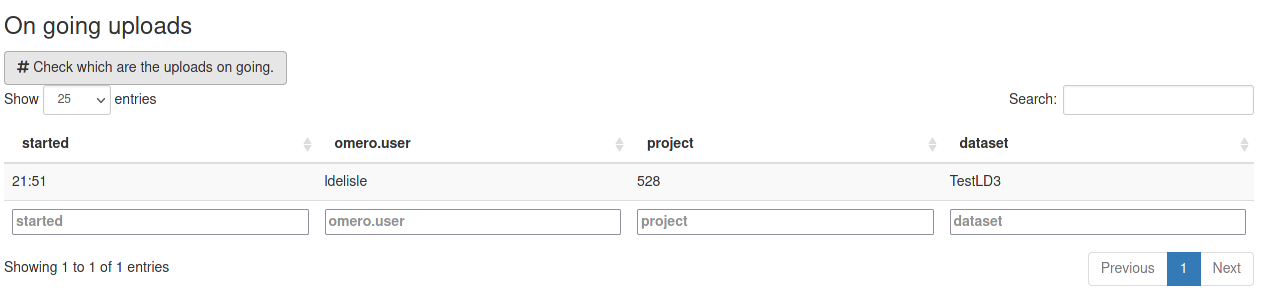 On going uploads
# Check which are the uploads on going.
Show 25 entries Search:
started omero.user project dataset
21:51 ldelisle 528 TestLD3
started omero.user project dataset
Showing 1 to 1 of 1 entries Previous 1 Next